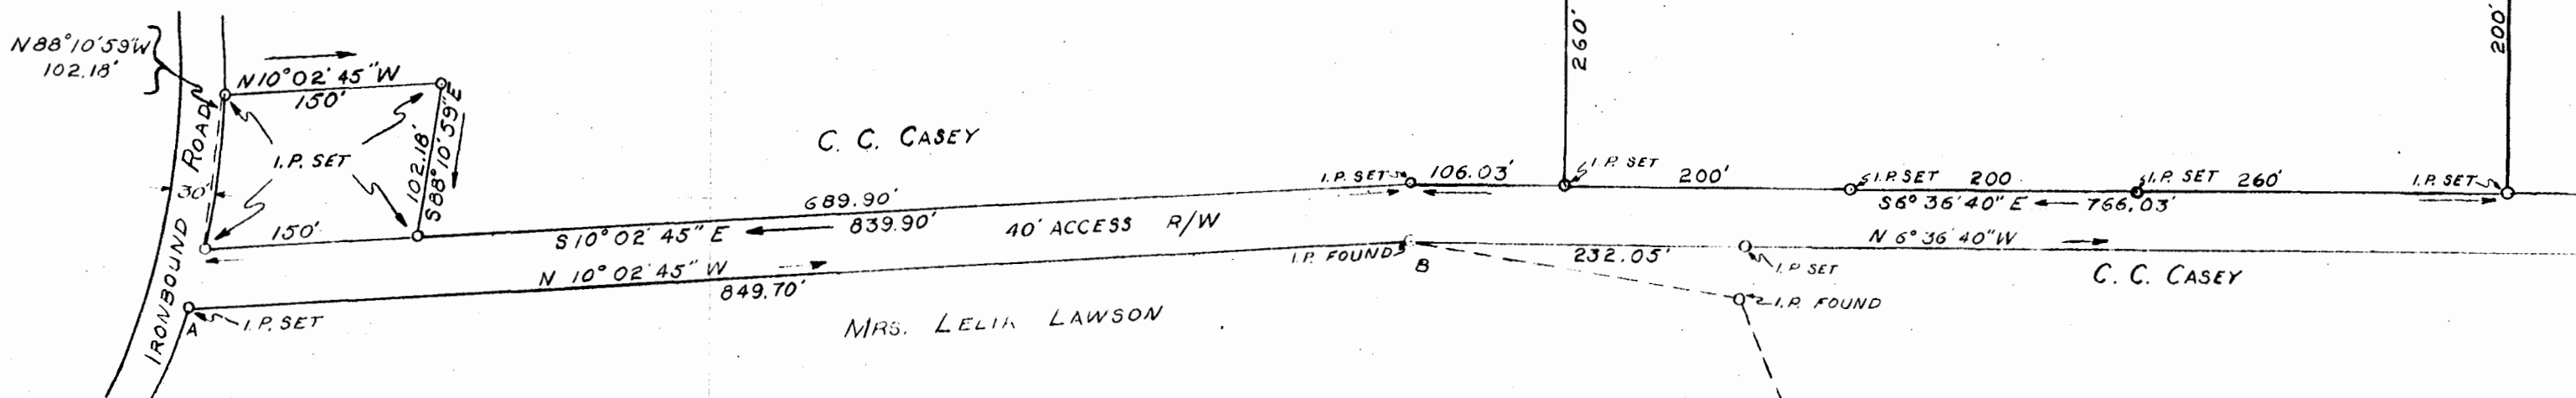 N88°10'59"W
102.18'
N10°02'45"W
150'
102.18'
S88°10'59"E
I.P. SET
IRONBOUND ROAD
30'
150'
A
I.P. SET
C. C. CASEY
689.90'
S10°02'45"E
839.90'
40' ACCESS R/W
N 10°02'45"W
849.70'
MRS. LAWSON
I.P. SET
106.03'
260'
I.P. SET
200'
I.P. SET
200
I.P. SET
260'
I.P. SET
200'
S6°36'40"E
766.03'
I.P. FOUND
B
232.05'
I.P. SET
N 6°36'40"W
I.P. FOUND
C. C. CASEY